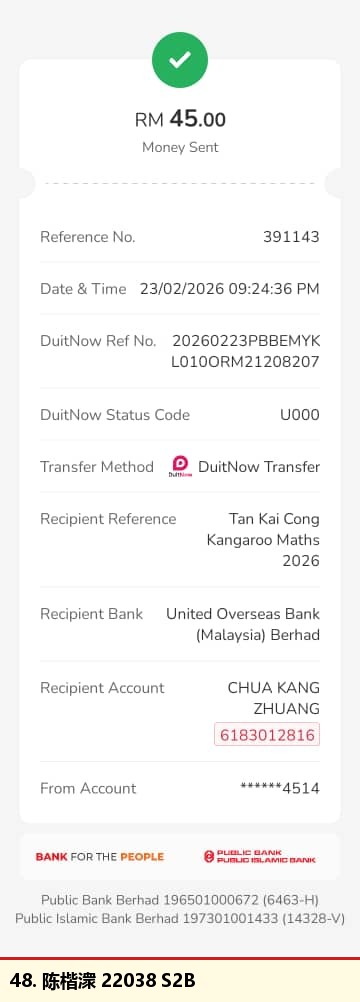 RM 45.00
Money Sent
Reference No. 391143
Date & Time 23/02/2026 09:24:36 PM
DuitNow Ref No. 20260223PBBEMYK
L010ORM21208207
DuitNow Status Code U000
Transfer Method DuitNow DuitNow Transfer
Recipient Reference Tan Kai Cong
Kangaroo Maths
2026
Recipient Bank United Overseas Bank
(Malaysia) Berhad
Recipient Account CHUA KANG
ZHUANG
6183012816
From Account ******4514
BANK FOR THE PEOPLE PUBLIC BANK
PUBLIC ISLAMIC BANK
Public Bank Berhad 196501000672 (6463-H)
Public Islamic Bank Berhad 197301001433 (14328-V)
48. 陈楷潆 22038 S2B